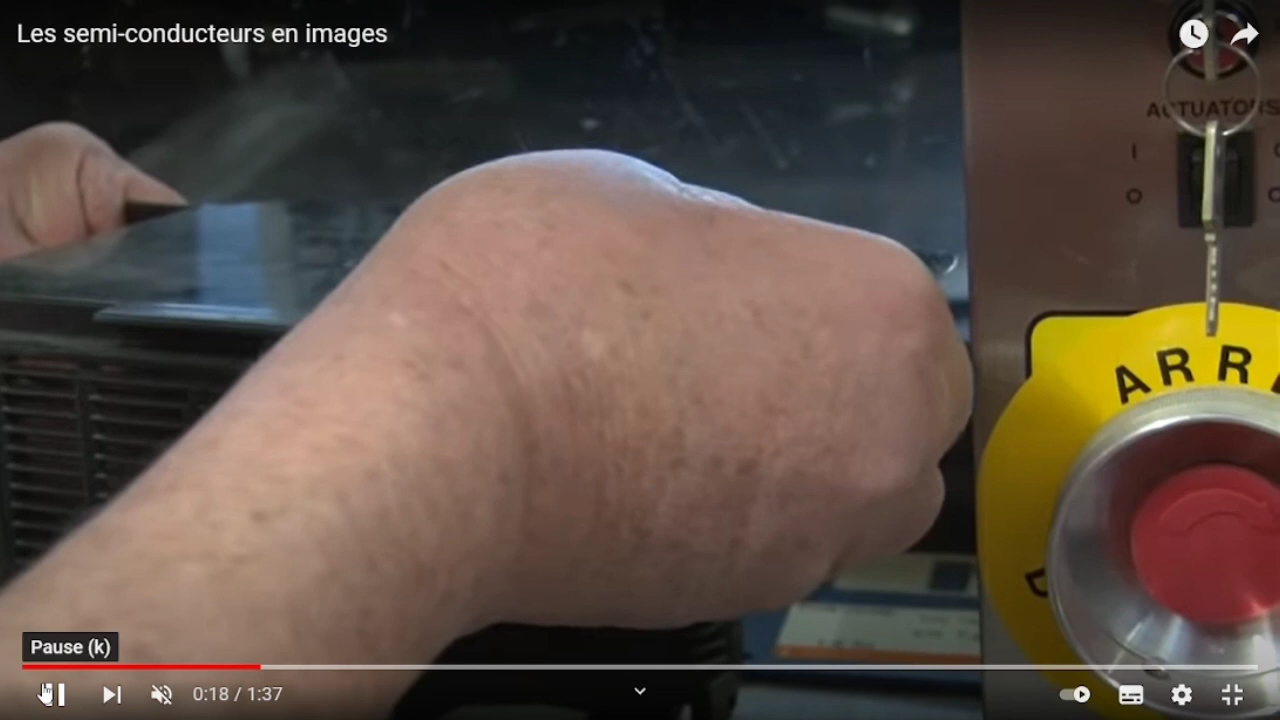 Les semi-conducteurs en images
ACTUATORS
I
O
ARR
Pause (k)
0:18 / 1:37